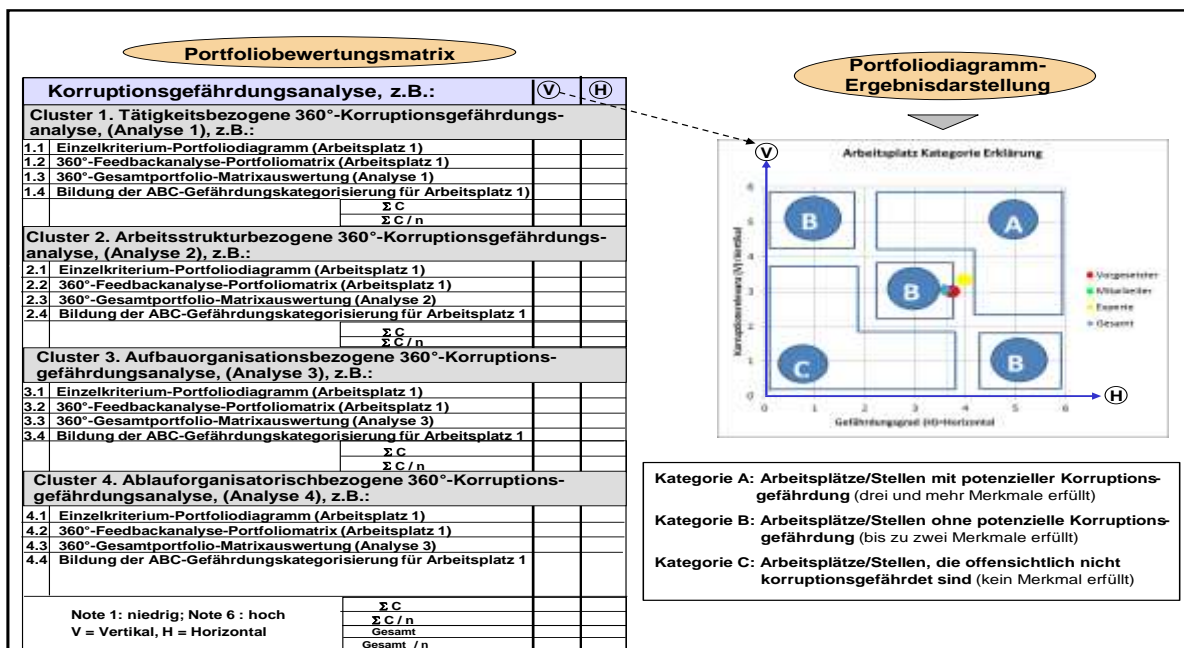 Portfoliobewertungsmatrix
Korruptionsgefährdungsanalyse, z.B.: V H
Cluster 1. Tätigkeitsbezogene 360°-Korruptionsgefährdungs-
analyse, (Analyse 1), z.B.:
1.1 Einzelkriterium-Portfoliodiagramm (Arbeitsplatz 1)
1.2 360°-Feedbackanalyse-Portfoliomatrix (Arbeitsplatz 1)
1.3 360°-Gesamtportfolio-Matrixauswertung (Analyse 1)
1.4 Bildung der ABC-Gefährdungskategorisierung für Arbeitsplatz 1)
Σ C
Σ C / n
Cluster 2. Arbeitsstrukturbezogene 360°-Korruptionsgefährdungs-
analyse, (Analyse 2), z.B.:
2.1 Einzelkriterium-Portfoliodiagramm (Arbeitsplatz 1)
2.2 360°-Feedbackanalyse-Portfoliomatrix (Arbeitsplatz 1)
2.3 360°-Gesamtportfolio-Matrixauswertung (Analyse 2)
2.4 Bildung der ABC-Gefährdungskategorisierung für Arbeitsplatz 1
Σ C
Σ C / n
Cluster 3. Aufbauorganisationsbezogene 360°-Korruptions-
gefährdungsanalyse, (Analyse 3), z.B.:
3.1 Einzelkriterium-Portfoliodiagramm (Arbeitsplatz 1)
3.2 360°-Feedbackanalyse-Portfoliomatrix (Arbeitsplatz 1)
3.3 360°-Gesamtportfolio-Matrixauswertung (Analyse 3)
3.4 Bildung der ABC-Gefährdungskategorisierung für Arbeitsplatz 1
Σ C
Σ C / n
Cluster 4. Ablauforganisatorischbezogene 360°-Korruptions-
gefährdungsanalyse, (Analyse 4), z.B.:
4.1 Einzelkriterium-Portfoliodiagramm (Arbeitsplatz 1)
4.2 360°-Feedbackanalyse-Portfoliomatrix (Arbeitsplatz 1)
4.3 360°-Gesamtportfolio-Matrixauswertung (Analyse 3)
4.4 Bildung der ABC-Gefährdungskategorisierung für Arbeitsplatz 1
Note 1: niedrig; Note 6 : hoch
V = Vertikal, H = Horizontal
Σ C
Σ C / n
Gesamt
Gesamt / n
Portfoliodiagramm-
Ergebnisdarstellung
V
Arbeitsplatz Kategorie Erklärung
6
5
4
3
2
1
0
B
A
B
C
B
Korruptionsrelevanz (V)=Vertikal
0 1 2 3 4 5 6
H
Gefährdungsgrad (H)=Horizontal
Vorgesetzter
Mitarbeiter
Experte
Gesamt
Kategorie A: Arbeitsplätze/Stellen mit potenzieller Korruptions-
gefährdung (drei und mehr Merkmale erfüllt)
Kategorie B: Arbeitsplätze/Stellen ohne potenzielle Korruptions-
gefährdung (bis zu zwei Merkmale erfüllt)
Kategorie C: Arbeitsplätze/Stellen, die offensichtlich nicht
korruptionsgefährdet sind (kein Merkmal erfüllt)